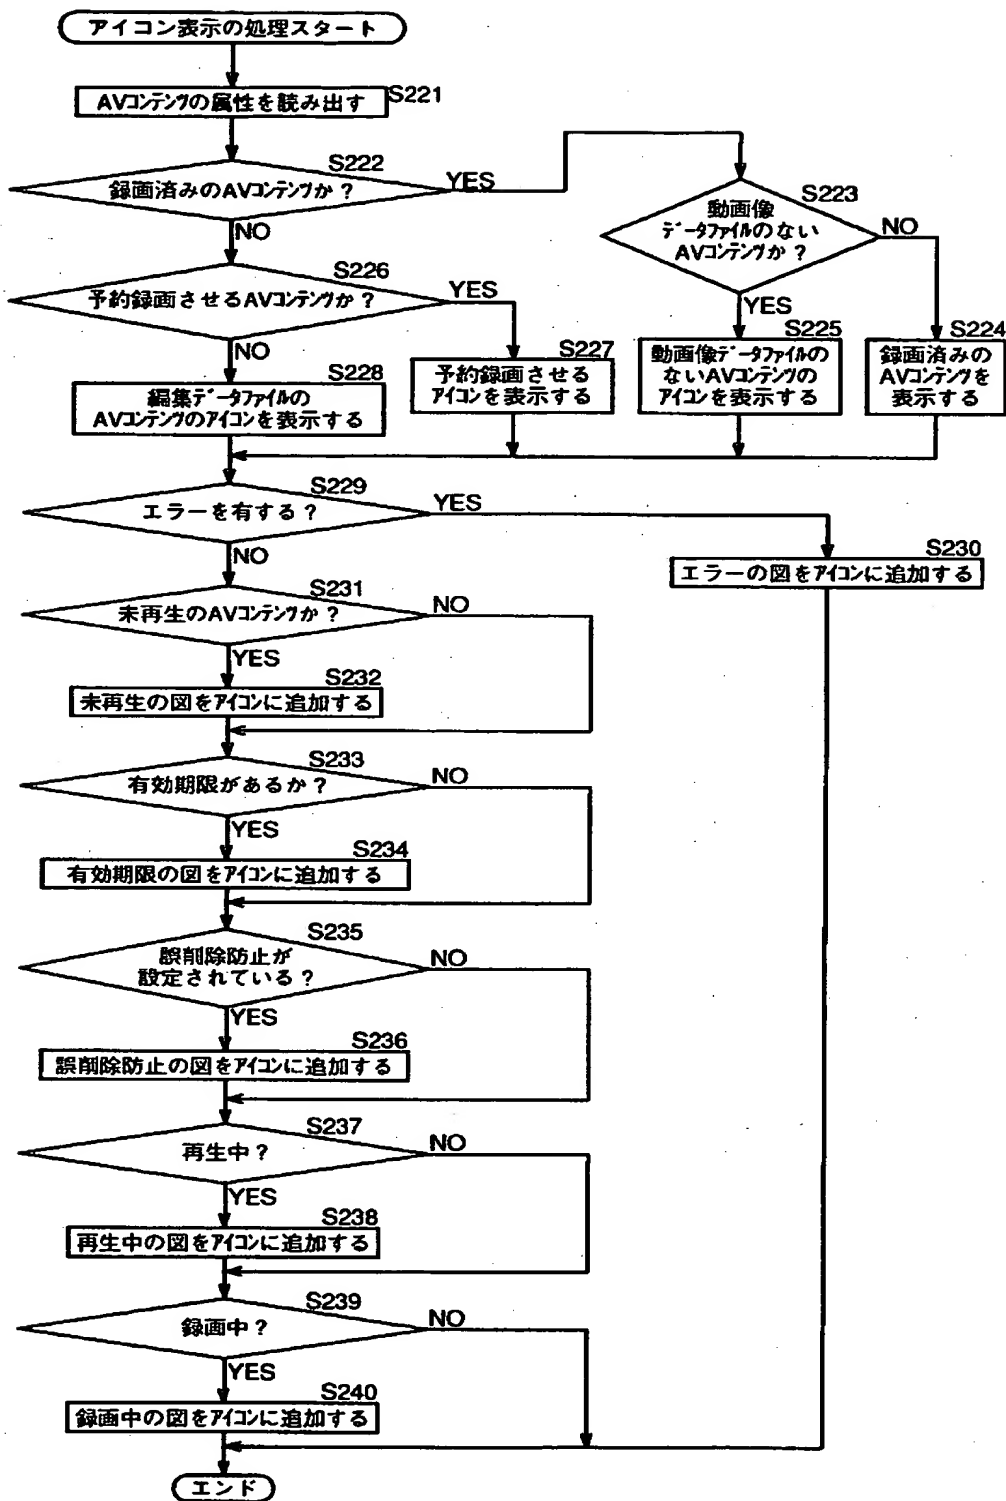 アイコン表示の処理スタート
S221
AVコンテンツの属性を読み出す
S222
録画済みのAVコンテンツか？
YES
NO
S223
動画像
データファイルのない
AVコンテンツか？
NO
YES
S226
予約録画させるAVコンテンツか？
YES
NO
S227
予約録画させる
アイコンを表示する
S225
動画像データファイルの
ないAVコンテンツの
アイコンを表示する
S224
録画済みの
AVコンテンツを
表示する
S228
編集データファイルの
AVコンテンツのアイコンを表示する
S229
エラーを有する？
YES
NO
S230
エラーの図をアイコンに追加する
S231
未再生のAVコンテンツか？
NO
YES
S232
未再生の図をアイコンに追加する
S233
有効期限があるか？
NO
YES
S234
有効期限の図をアイコンに追加する
S235
誤削除防止が
設定されている？
NO
YES
S236
誤削除防止の図をアイコンに追加する
S237
再生中？
NO
YES
S238
再生中の図をアイコンに追加する
S239
録画中？
NO
YES
S240
録画中の図をアイコンに追加する
エンド